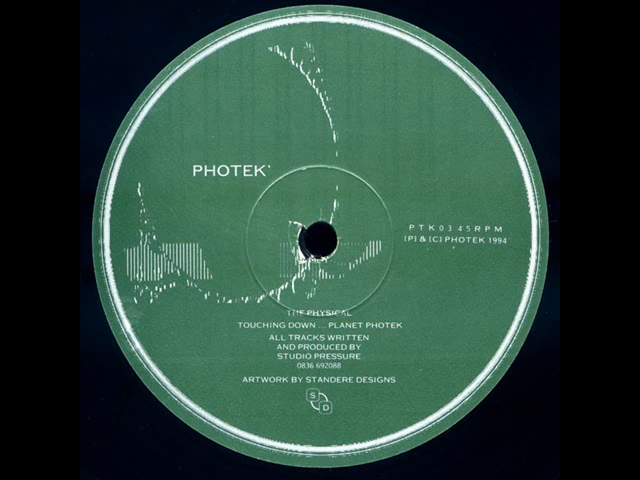 PHOTEK'
P T K 0 3 4 5 R P M
[P] & [C] PHOTEK 1994
THE PHYSICAL
TOUCHING DOWN ... PLANET PHOTEK
ALL TRACKS WRITTEN
AND PRODUCED BY
STUDIO PRESSURE
0836 692088
ARTWORK BY STANDERE DESIGNS
S
D